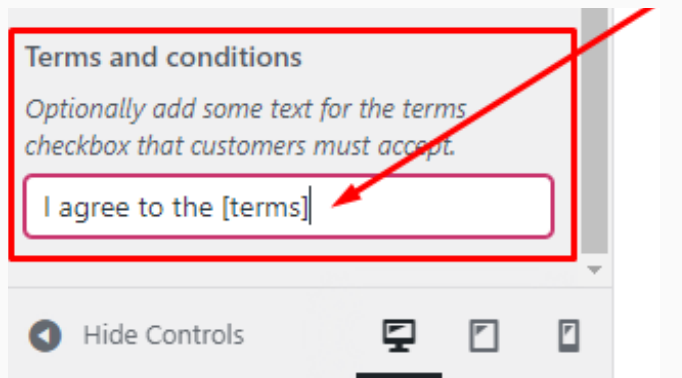 Terms and conditions
Optionally add some text for the terms
checkbox that customers must accept.
I agree to the [terms]
Hide Controls